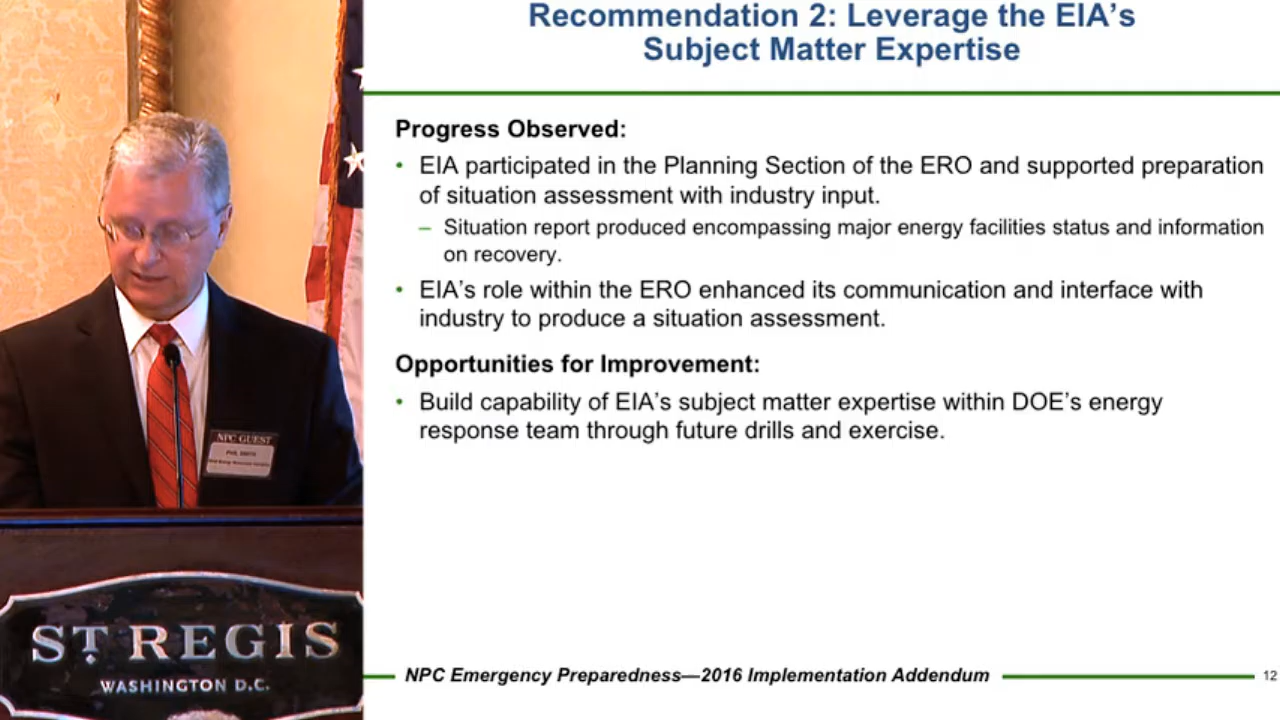 Recommendation 2: Leverage the EIA's
Subject Matter Expertise
Progress Observed:
• EIA participated in the Planning Section of the ERO and supported preparation
of situation assessment with industry input.
– Situation report produced encompassing major energy facilities status and information
on recovery.
• EIA's role within the ERO enhanced its communication and interface with
industry to produce a situation assessment.
Opportunities for Improvement:
• Build capability of EIA's subject matter expertise within DOE's energy
response team through future drills and exercise.
NPC Emergency Preparedness—2016 Implementation Addendum
12
NPC GUEST
PHIL SMITH
ST. REGIS
WASHINGTON D.C.